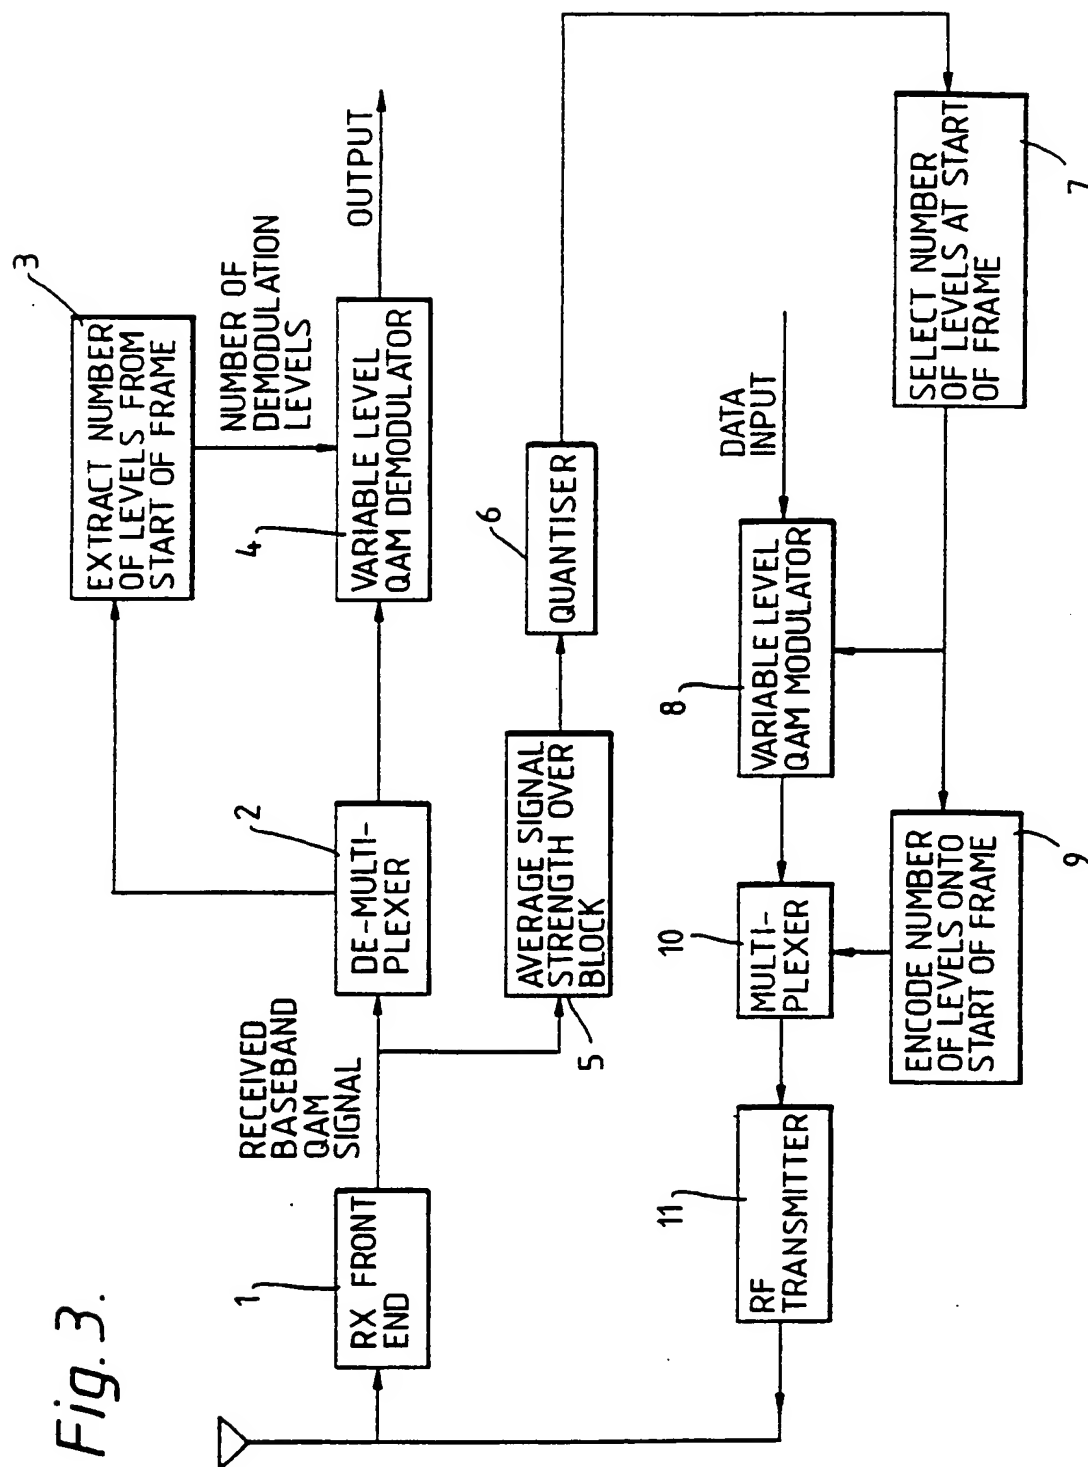 Fig. 3.
1
RX FRONT
END
RECEIVED
BASEBAND
QAM
SIGNAL
2
DE-MULTI-
PLEXER
3
EXTRACT NUMBER
OF LEVELS FROM
START OF FRAME
NUMBER OF
DEMODULATION
LEVELS
4
VARIABLE LEVEL
QAM DEMODULATOR
OUTPUT
5
AVERAGE SIGNAL
STRENGTH OVER
BLOCK
6
QUANTISER
7
SELECT NUMBER
OF LEVELS AT START
OF FRAME
DATA
INPUT
8
VARIABLE LEVEL
QAM MODULATOR
9
ENCODE NUMBER
OF LEVELS ONTO
START OF FRAME
10
MULTI-
PLEXER
11
RF
TRANSMITTER